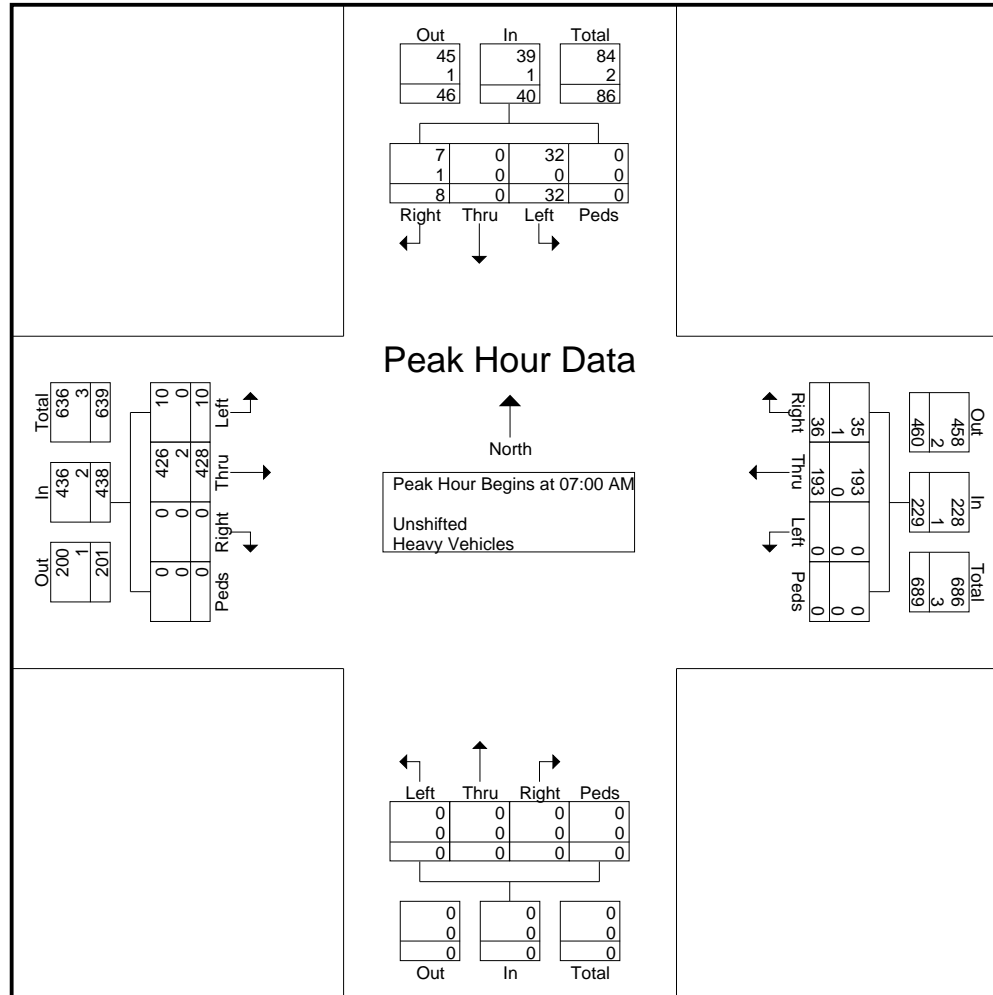 Out In Total
45 39 84
1 1 2
46 40 86
7 0 32 0
1 0 0 0
8 0 32 0
Right Thru Left Peds
Peak Hour Data
North
Peak Hour Begins at 07:00 AM
Unshifted
Heavy Vehicles
Out In Total
200 436 636
1 2 3
201 438 639
0 0 426 10
0 0 2 0
0 0 428 10
Peds Right Thru Left
Out In Total
458 228 686
2 1 3
460 229 689
35 193 0 0
1 0 0 0
36 193 0 0
Right Thru Left Peds
Left Thru Right Peds
0 0 0 0
0 0 0 0
0 0 0 0
0 0 0
0 0 0
0 0 0
Out In Total